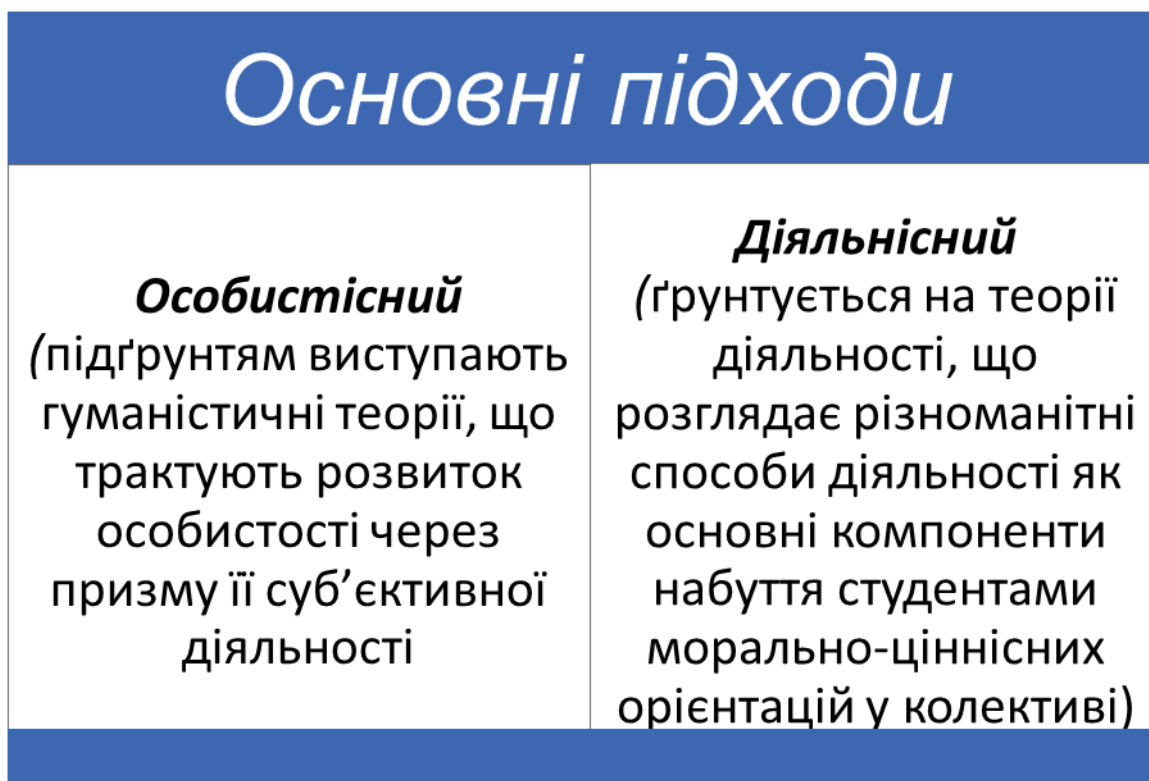 Основні підходи
Особистісний
(підґрунтям виступають
гуманістичні теорії, що
трактують розвиток
особистості через
призму її суб’єктивної
діяльності
Діяльнісний
(ґрунтується на теорії
діяльності, що
розглядає різноманітні
способи діяльності як
основні компоненти
набуття студентами
морально-ціннісних
орієнтацій у колективі)